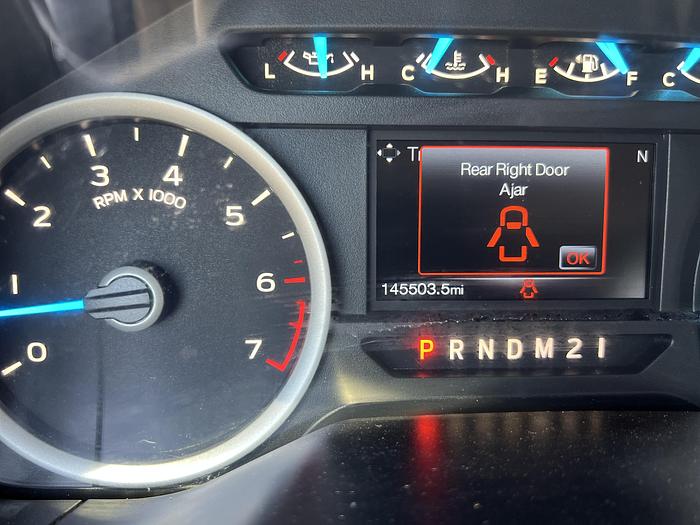 L H
C H
E F
C
0 1 2 3 4 5 6 7
RPM X 1000
Tr
N
Rear Right Door
Ajar
OK
145503.5mi
P R N D M 2 1